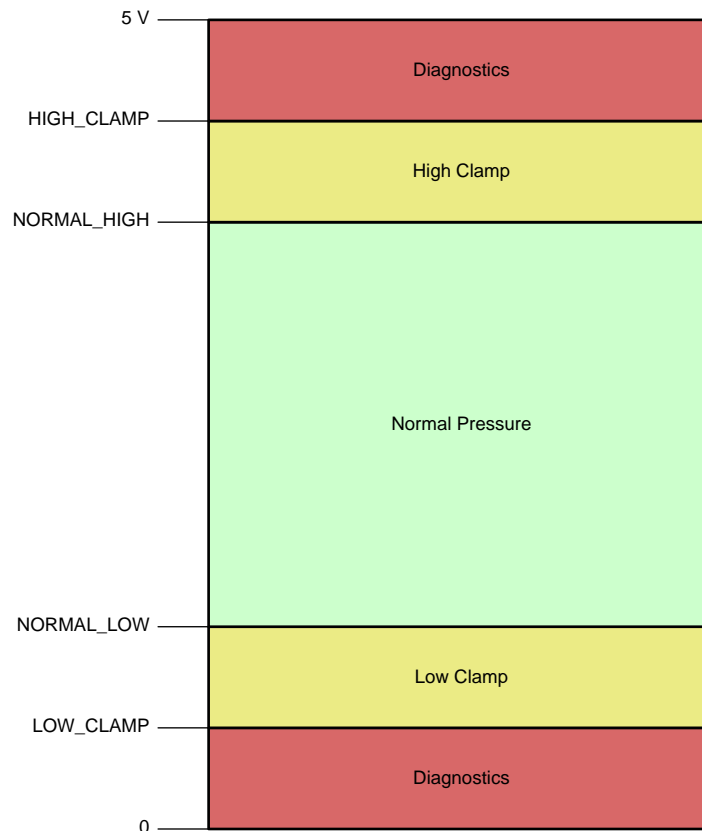 5 V
Diagnostics
HIGH_CLAMP
High Clamp
NORMAL_HIGH
Normal Pressure
NORMAL_LOW
Low Clamp
LOW_CLAMP
Diagnostics
0